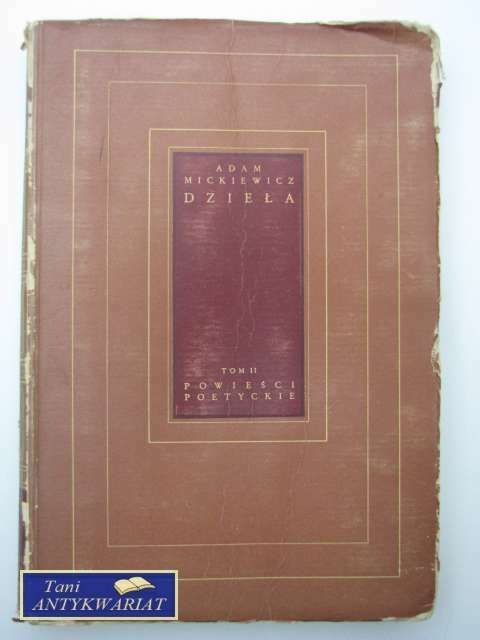 ADAM
MICKIEWICZ
DZIEŁA
TOM II
POWIEŚCI
POETYCKIE
Tani
ANTYKWARIAT